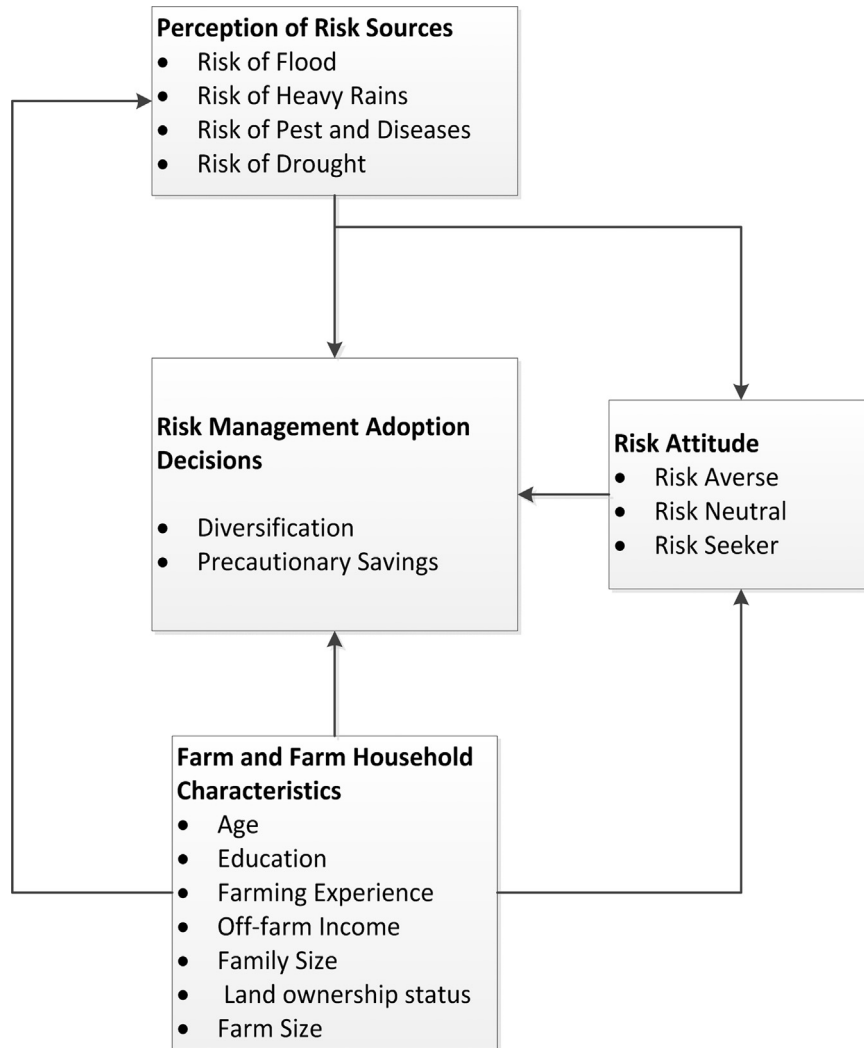 Perception of Risk Sources
• Risk of Flood
• Risk of Heavy Rains
• Risk of Pest and Diseases
• Risk of Drought
Risk Management Adoption
Decisions
• Diversification
• Precautionary Savings
Risk Attitude
• Risk Averse
• Risk Neutral
• Risk Seeker
Farm and Farm Household
Characteristics
• Age
• Education
• Farming Experience
• Off-farm Income
• Family Size
• Land ownership status
• Farm Size